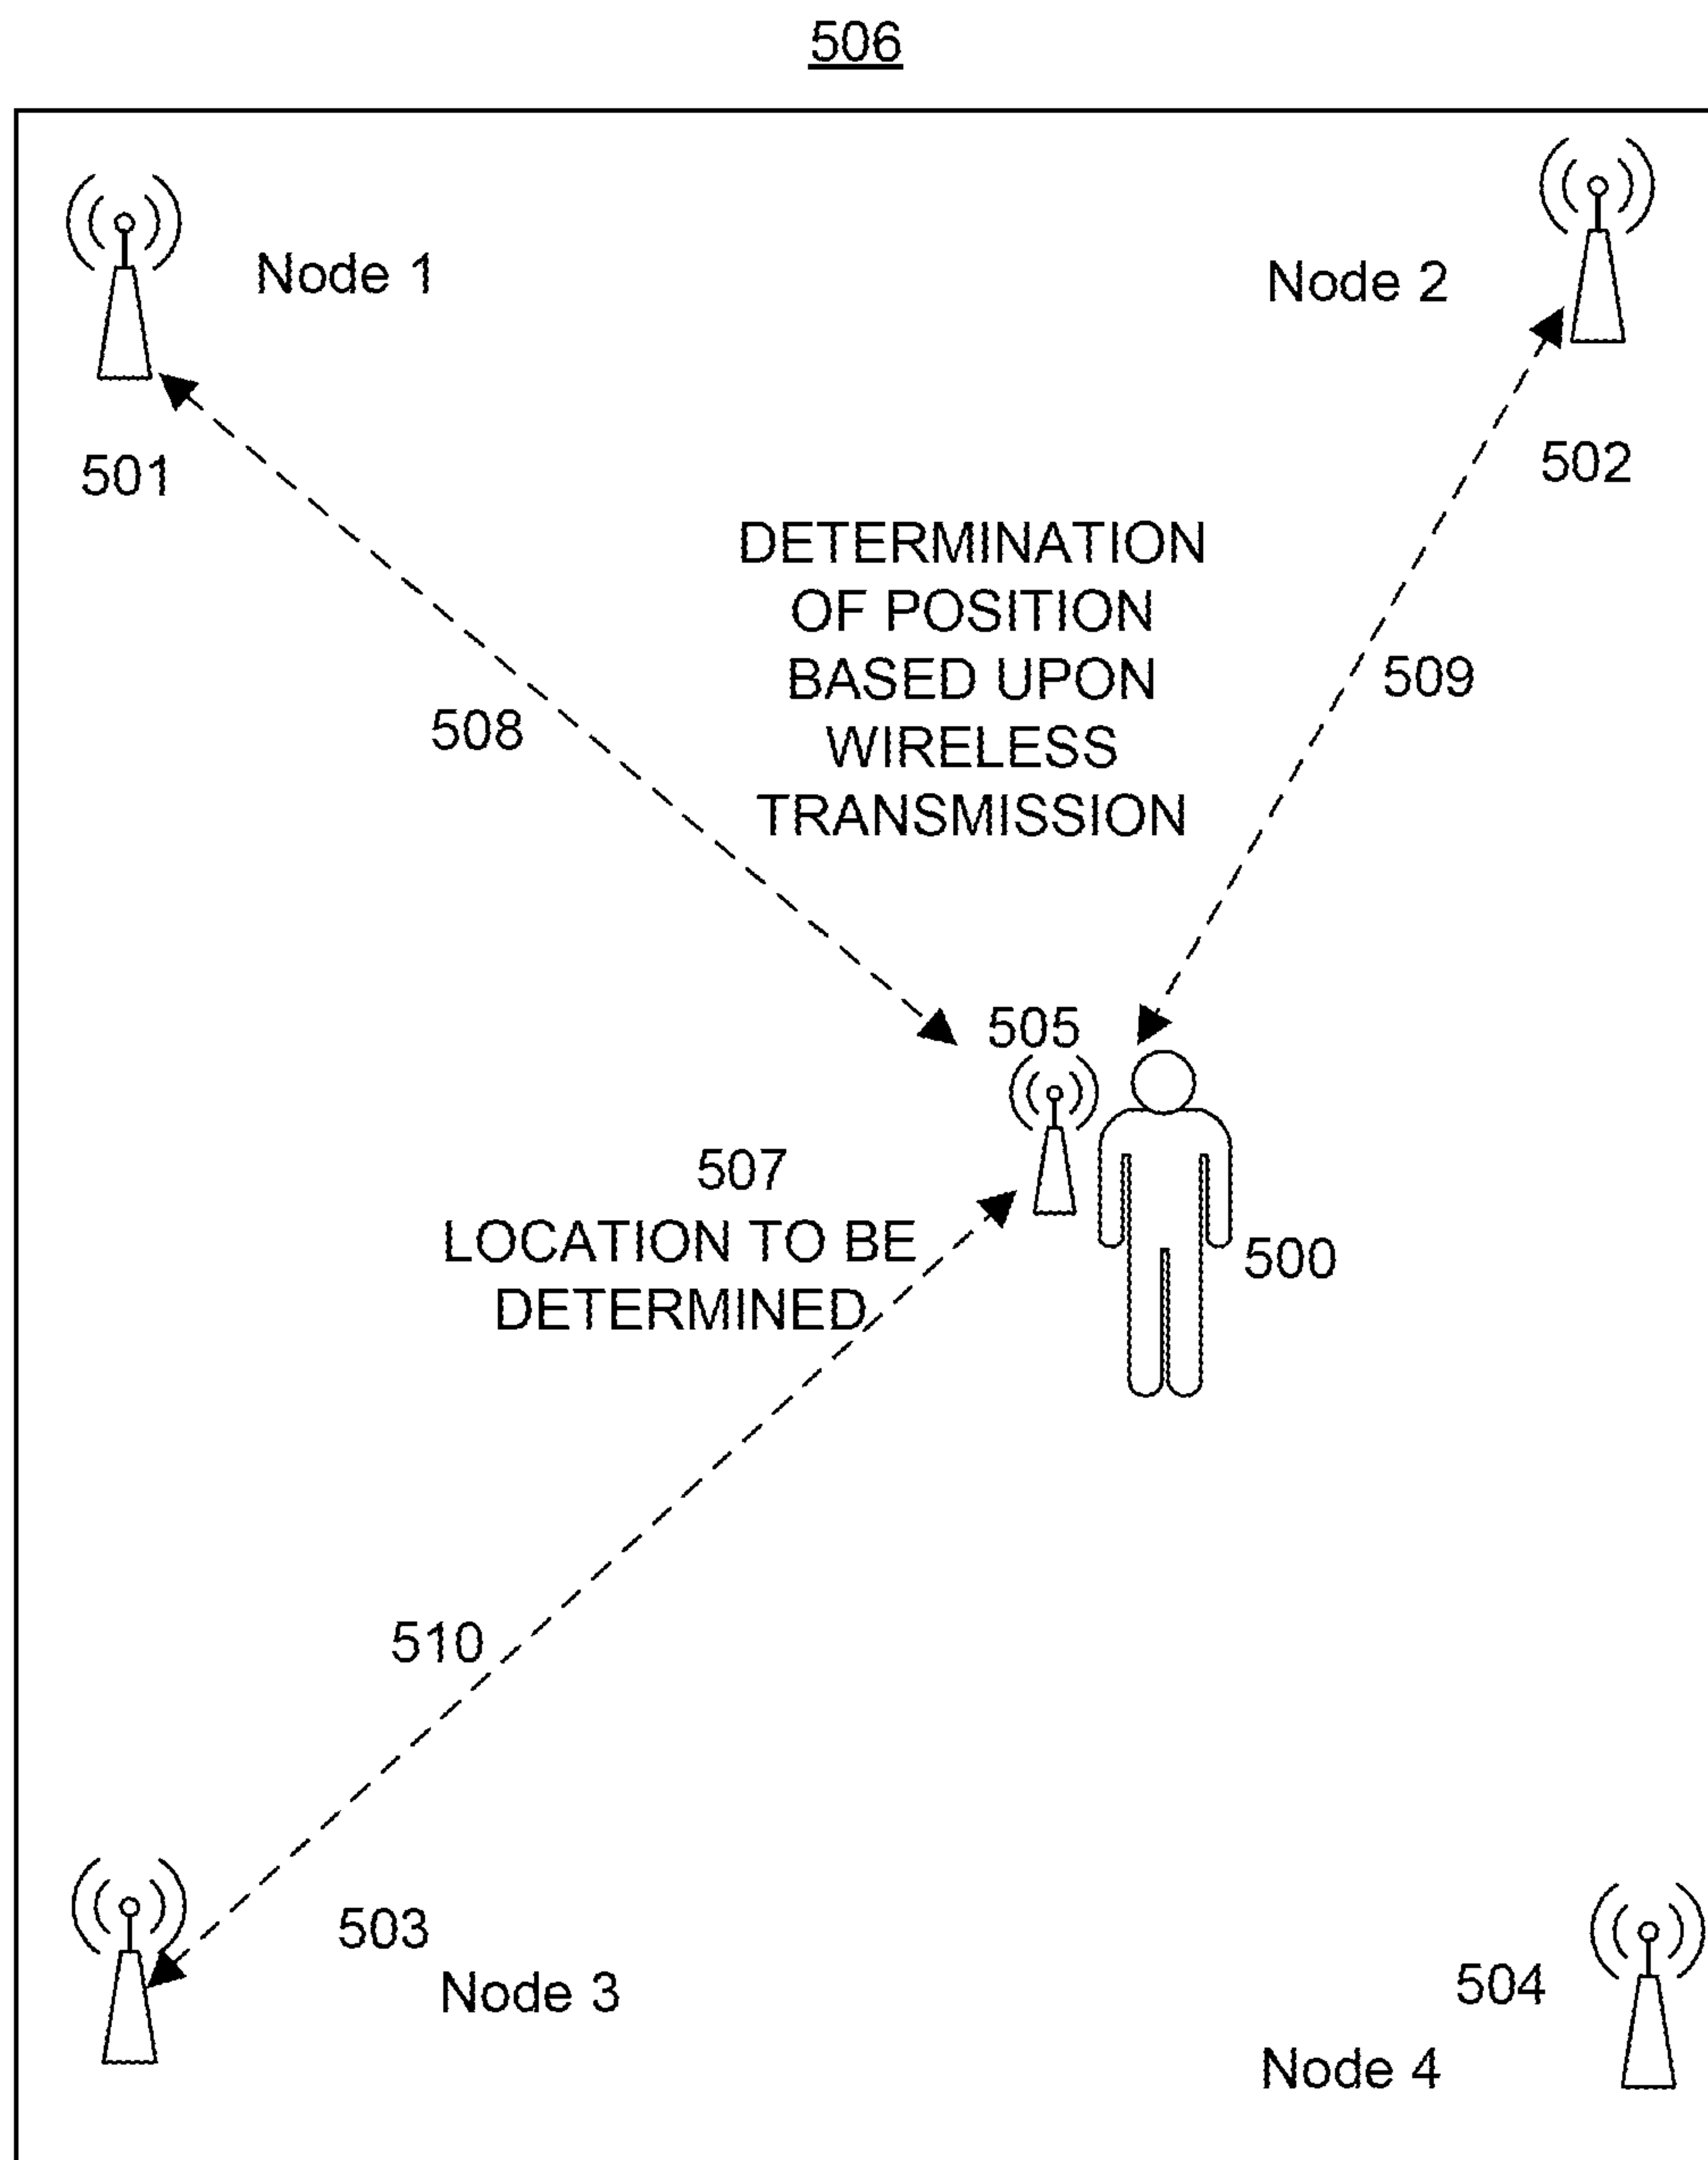 506
Node 1
Node 2
501
502
DETERMINATION
OF POSITION
BASED UPON
WIRELESS
TRANSMISSION
509
508
505
507
LOCATION TO BE
DETERMINED
500
510
503
Node 3
504
Node 4